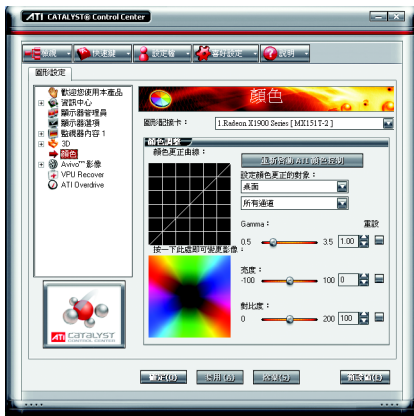 ATI CATALYST® Control Center
檢視
快速鍵
設定檔
喜好設定
說明
圖形設定
歡迎您使用本產品
資訊中心
顯示器管理員
顯示器選項
監視器內容 1
3D
顏色
Avivo™ 影像
VPU Recover
ATI Overdrive
ATI CATALYST
CONTROL CENTER
顏色
圖形配接卡：
1.Radeon X1900 Series [ MX151T-2 ]
顏色調整
顏色更正曲線：
按一下此處即可變更影像：
重新啓動 ATI 顏色控制
設定顏色更正的對象：
桌面
所有通道
Gamma：
重設
0.5
3.5
1.00
亮度：
-100
100
0
對比度：
0
200
100
確定(O)
套用(A)